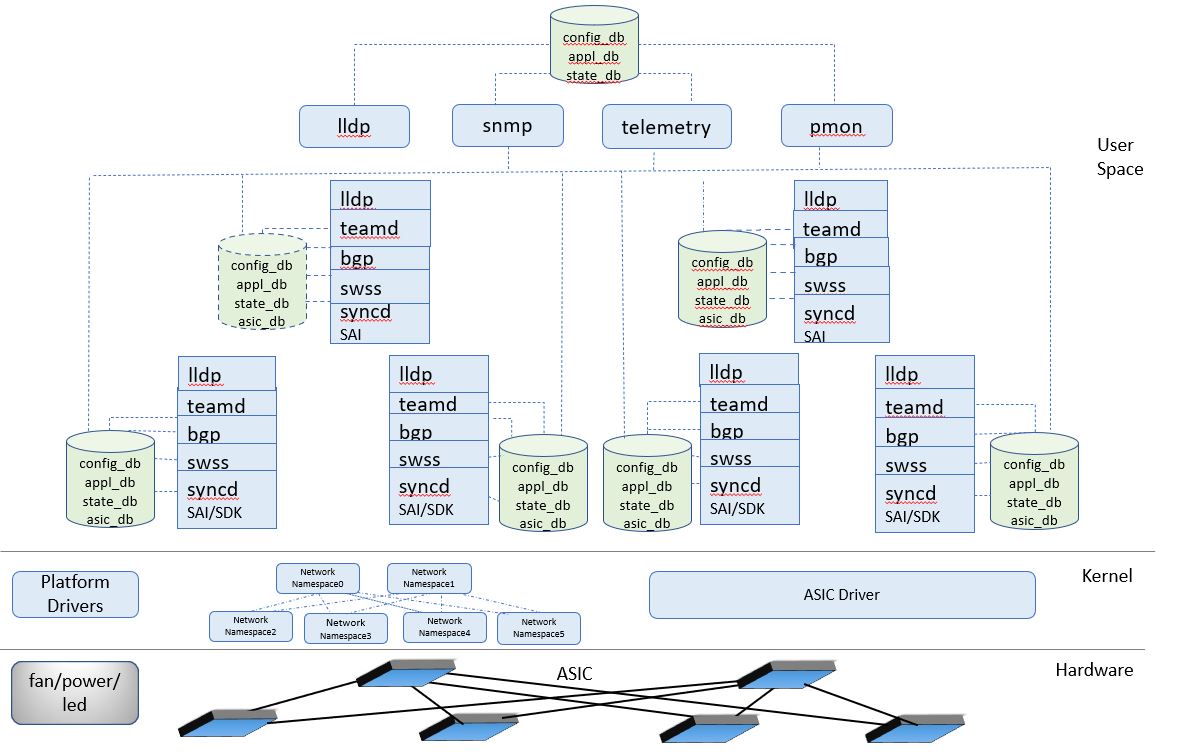 config_db
appl_db
state_db
lldp
snmp
telemetry
pmon
User
Space
lldp
teamd
bgp
swss
syncd
SAI
config_db
appl_db
state_db
asic_db
lldp
teamd
bgp
swss
syncd
SAI
config_db
appl_db
state_db
asic_db
lldp
teamd
bgp
swss
syncd
SAI/SDK
config_db
appl_db
state_db
asic_db
lldp
teamd
bgp
swss
syncd
SAI/SDK
config_db
appl_db
state_db
asic_db
lldp
teamd
bgp
swss
syncd
SAI/SDK
config_db
appl_db
state_db
asic_db
lldp
teamd
bgp
swss
syncd
SAI/SDK
config_db
appl_db
state_db
asic_db
Kernel
Platform
Drivers
Network
Namespace0
Network
Namespace1
Network
Namespace2
Network
Namespace3
Network
Namespace4
Network
Namespace5
ASIC Driver
Hardware
fan/power/
led
ASIC